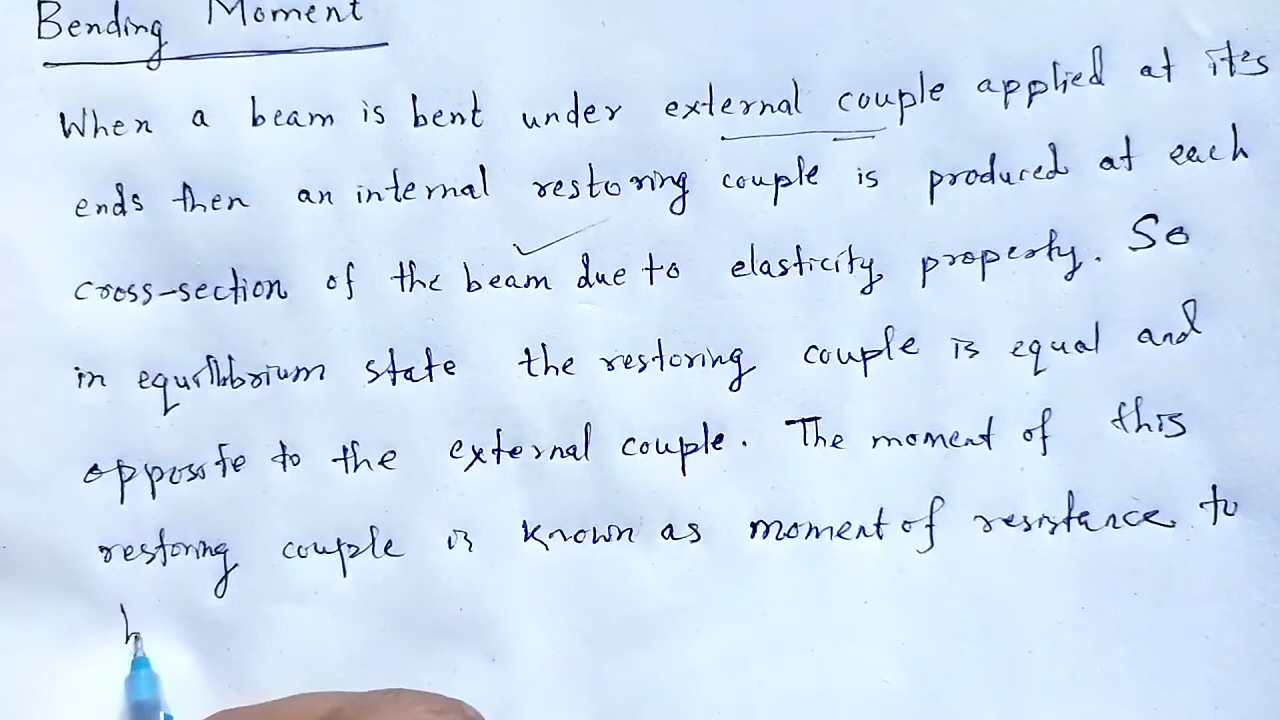 Bending Moment
When a beam is bent under external couple applied at it's
ends then an internal restoring couple is produced at each
cross-section of the beam due to elasticity property. So
in equilibrium state the restoring couple is equal and
opposite to the external couple. The moment of this
restoring couple is known as moment of resistance to